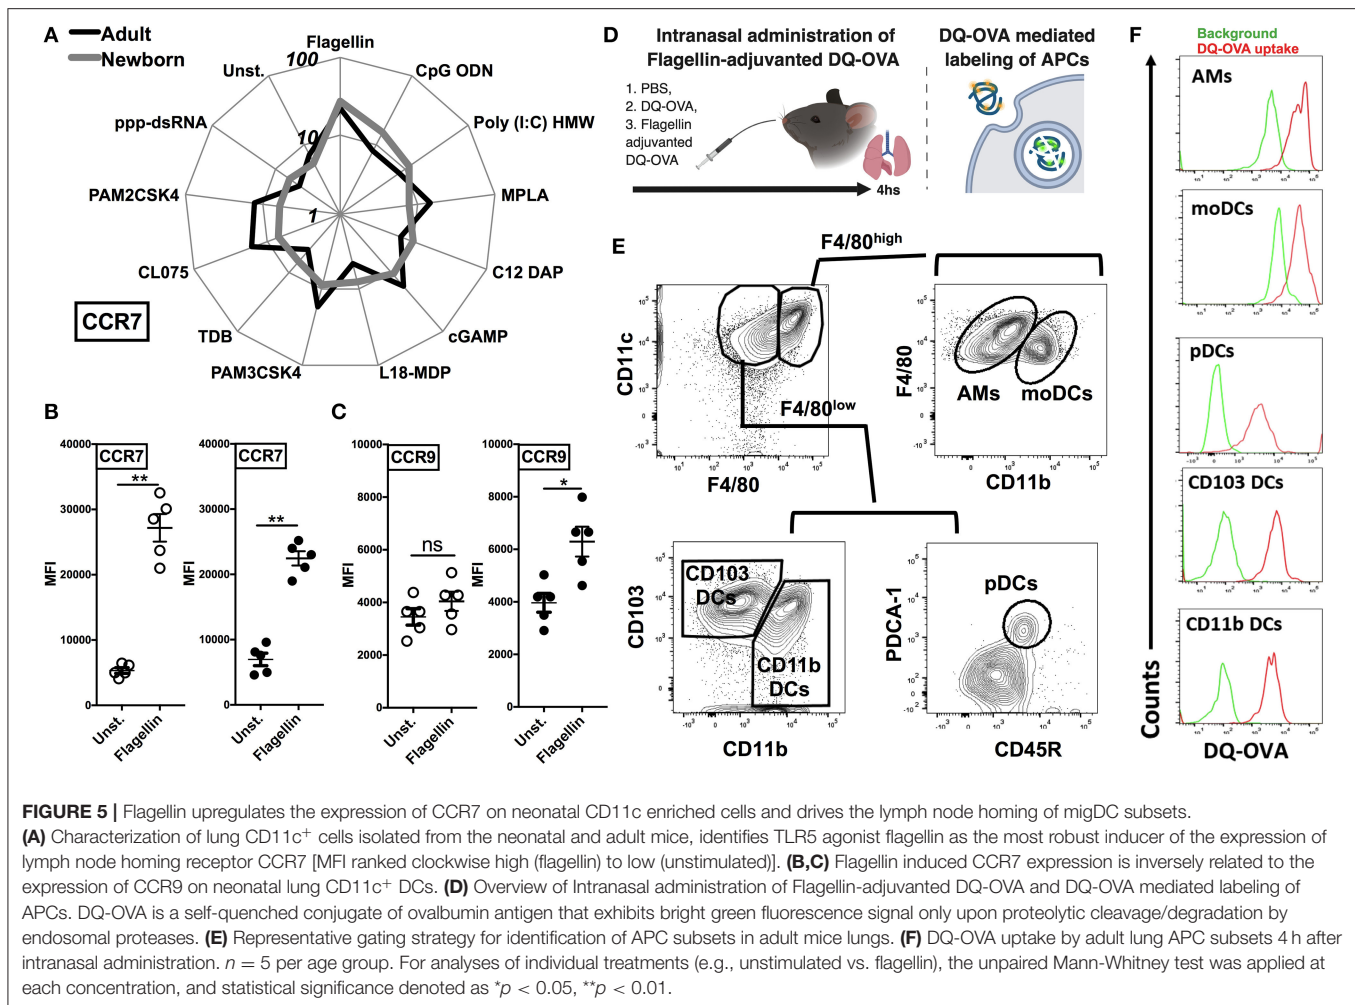 A
Adult
Newborn
Flagellin
CpG ODN
Poly (I:C) HMW
MPLA
C12 DAP
cGAMP
L18-MDP
PAM3CSK4
TDB
CL075
PAM2CSK4
ppp-dsRNA
Unst.
100
10
1
CCR7
B
CCR7
**
MFI
40000
30000
20000
10000
0
Unst.
Flagellin
CCR7
**
MFI
40000
30000
20000
10000
0
Unst.
Flagellin
C
CCR9
ns
MFI
10000
8000
6000
4000
2000
0
Unst.
Flagellin
CCR9
*
MFI
10000
8000
6000
4000
2000
0
Unst.
Flagellin
D
Intranasal administration of
Flagellin-adjuvanted DQ-OVA
1. PBS,
2. DQ-OVA,
3. Flagellin
adjuvanted
DQ-OVA
4hs
DQ-OVA mediated
labeling of APCs
E
F4/80high
CD11c
F4/80
F4/80low
F4/80
AMs
moDCs
CD11b
CD103
DCs
CD11b
DCs
CD103
CD11b
pDCs
PDCA-1
CD45R
F
Background
DQ-OVA uptake
AMs
moDCs
pDCs
CD103 DCs
CD11b DCs
Counts
DQ-OVA
FIGURE 5 | Flagellin upregulates the expression of CCR7 on neonatal CD11c enriched cells and drives the lymph node homing of migDC subsets.
(A) Characterization of lung CD11c+ cells isolated from the neonatal and adult mice, identifies TLR5 agonist flagellin as the most robust inducer of the expression of
lymph node homing receptor CCR7 [MFI ranked clockwise high (flagellin) to low (unstimulated)]. (B,C) Flagellin induced CCR7 expression is inversely related to the
expression of CCR9 on neonatal lung CD11c+ DCs. (D) Overview of Intranasal administration of Flagellin-adjuvanted DQ-OVA and DQ-OVA mediated labeling of
APCs. DQ-OVA is a self-quenched conjugate of ovalbumin antigen that exhibits bright green fluorescence signal only upon proteolytic cleavage/degradation by
endosomal proteases. (E) Representative gating strategy for identification of APC subsets in adult mice lungs. (F) DQ-OVA uptake by adult lung APC subsets 4 h after
intranasal administration. n = 5 per age group. For analyses of individual treatments (e.g., unstimulated vs. flagellin), the unpaired Mann-Whitney test was applied at
each concentration, and statistical significance denoted as *p < 0.05, **p < 0.01.